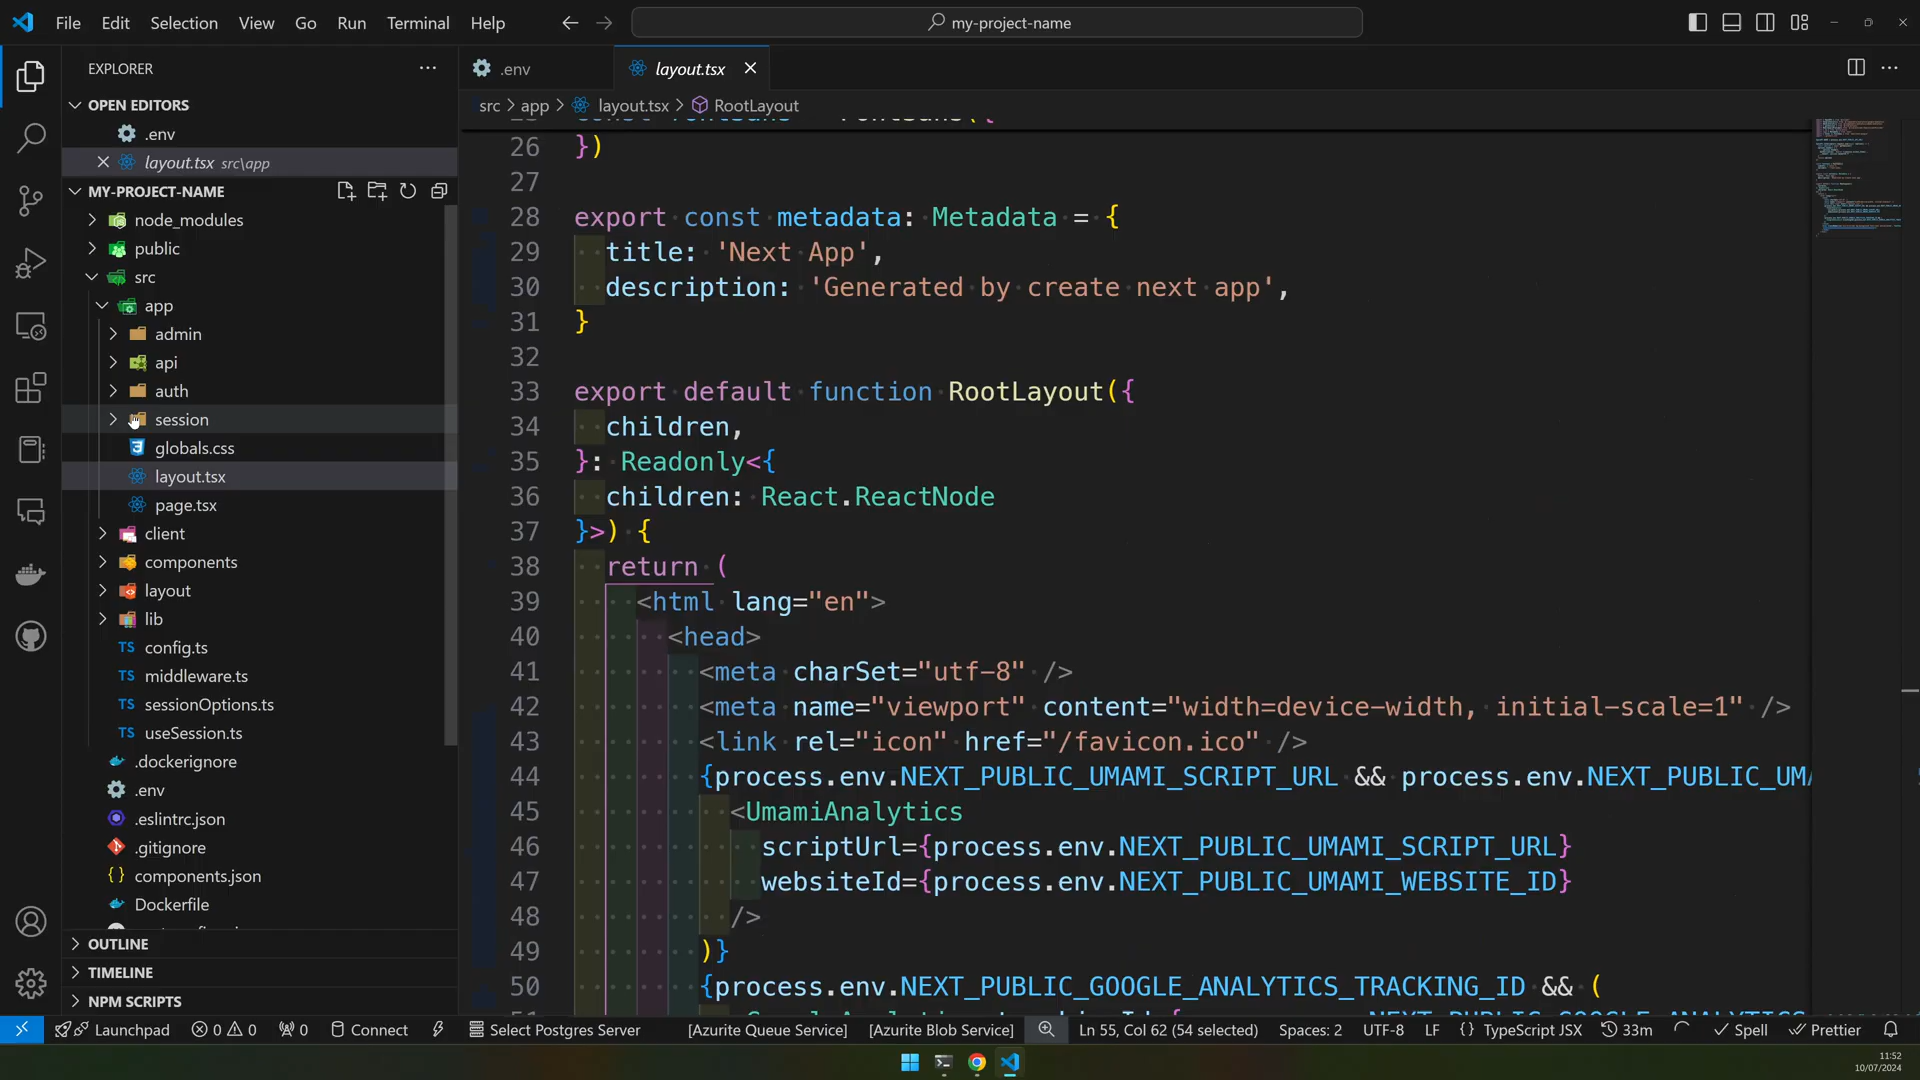 File Edit Selection View Go Run Terminal Help
my-project-name
EXPLORER
OPEN EDITORS
.env
layout.tsx src\app
MY-PROJECT-NAME
node_modules
public
src
app
admin
api
auth
session
globals.css
layout.tsx
page.tsx
client
components
layout
lib
TS config.ts
TS middleware.ts
TS sessionOptions.ts
TS useSession.ts
.dockerignore
.env
.eslintrc.json
.gitignore
{} components.json
Dockerfile
OUTLINE
TIMELINE
NPM SCRIPTS
.env
layout.tsx
src > app > layout.tsx > RootLayout
26 })
27
28 export const metadata: Metadata = {
29 title: 'Next App',
30 description: 'Generated by create next app',
31 }
32
33 export default function RootLayout({
34 children,
35 }: Readonly<{
36 children: React.ReactNode
37 }>) {
38 return (
39 <html lang="en">
40 <head>
41 <meta charSet="utf-8" />
42 <meta name="viewport" content="width=device-width, initial-scale=1" />
43 <link rel="icon" href="/favicon.ico" />
44 {process.env.NEXT_PUBLIC_UMAMI_SCRIPT_URL && process.env.NEXT_PUBLIC_UMA
45 <UmamiAnalytics
46 scriptUrl={process.env.NEXT_PUBLIC_UMAMI_SCRIPT_URL}
47 websiteId={process.env.NEXT_PUBLIC_UMAMI_WEBSITE_ID}
48 />
49 )}
50 {process.env.NEXT_PUBLIC_GOOGLE_ANALYTICS_TRACKING_ID && (
Launchpad 0 0 0 Connect Select Postgres Server [Azurite Queue Service] [Azurite Blob Service] Ln 55, Col 62 (54 selected) Spaces: 2 UTF-8 LF {} TypeScript JSX 33m Spell Prettier
11:52
10/07/2024